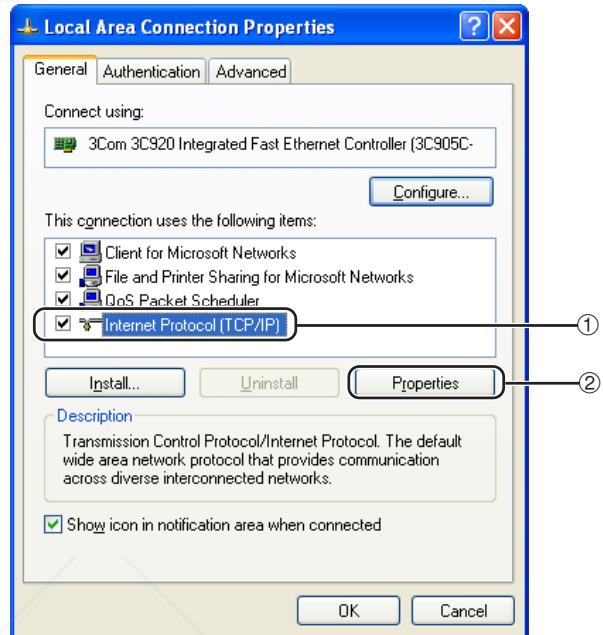 Local Area Connection Properties
General Authentication Advanced
Connect using:
3Com 3C920 Integrated Fast Ethernet Controller (3C905C-
Configure...
This connection uses the following items:
Client for Microsoft Networks
File and Printer Sharing for Microsoft Networks
QoS Packet Scheduler
Internet Protocol (TCP/IP)
①
Install... Uninstall Properties
②
Description
Transmission Control Protocol/Internet Protocol. The default
wide area network protocol that provides communication
across diverse interconnected networks.
Show icon in notification area when connected
OK Cancel